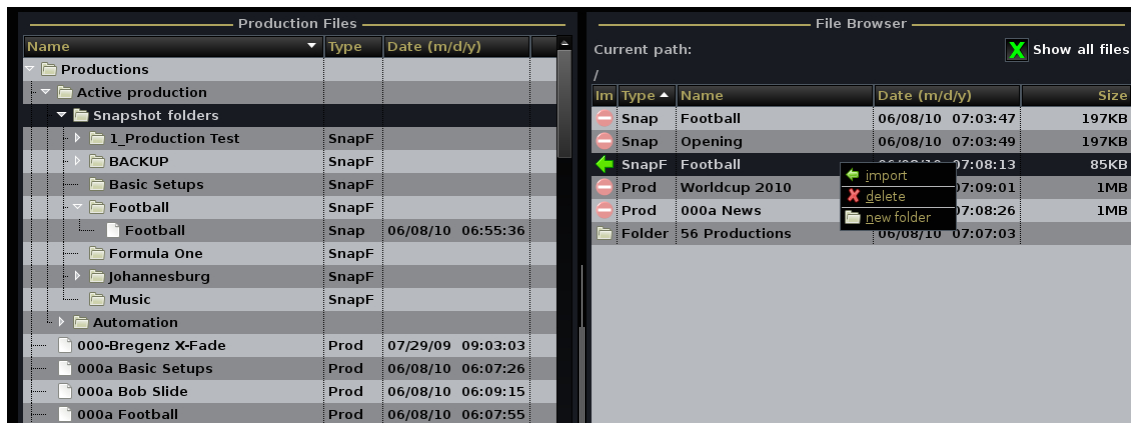 Production Files
Name Type Date (m/d/y)
Productions
Active production
Snapshot folders
1_Production Test SnapF
BACKUP SnapF
Basic Setups SnapF
Football SnapF
Football Snap 06/08/10 06:55:36
Formula One SnapF
Johannesburg SnapF
Music SnapF
Automation
000-Bregenz X-Fade Prod 07/29/09 09:03:03
000a Basic Setups Prod 06/08/10 06:07:26
000a Bob Slide Prod 06/08/10 06:09:15
000a Football Prod 06/08/10 06:07:55
File Browser
Current path: X Show all files
/
Im Type Name Date (m/d/y) Size
Snap Football 06/08/10 07:03:47 197KB
Snap Opening 06/08/10 07:03:49 197KB
SnapF Football 07:08:13 85KB
Prod Worldcup 2010 07:09:01 1MB
Prod 000a News 07:08:26 1MB
Folder 56 Productions 06/08/10 07:07:03
import
delete
new folder